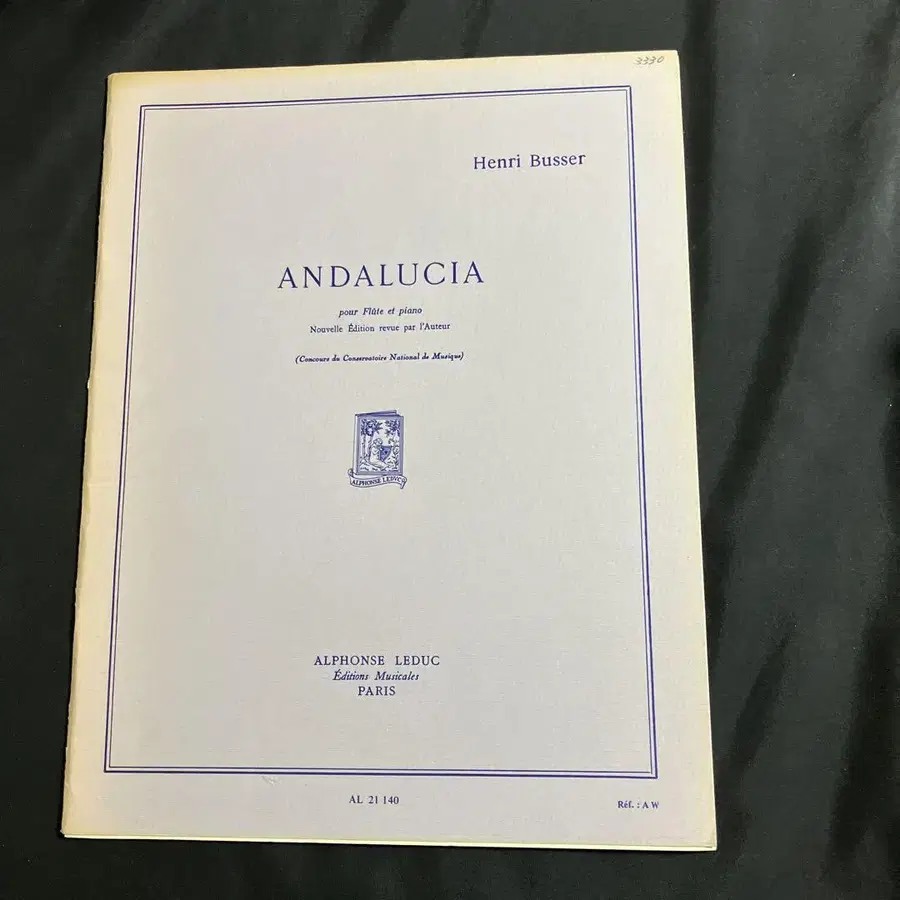 3330
Henri Busser
ANDALUCIA
pour Flûte et piano
Nouvelle Édition revue par l'Auteur
(Concours du Conservatoire National de Musique)
ALPHONSE LEDUC
ALPHONSE LEDUC
Éditions Musicales
PARIS
AL 21 140
Réf. : A W